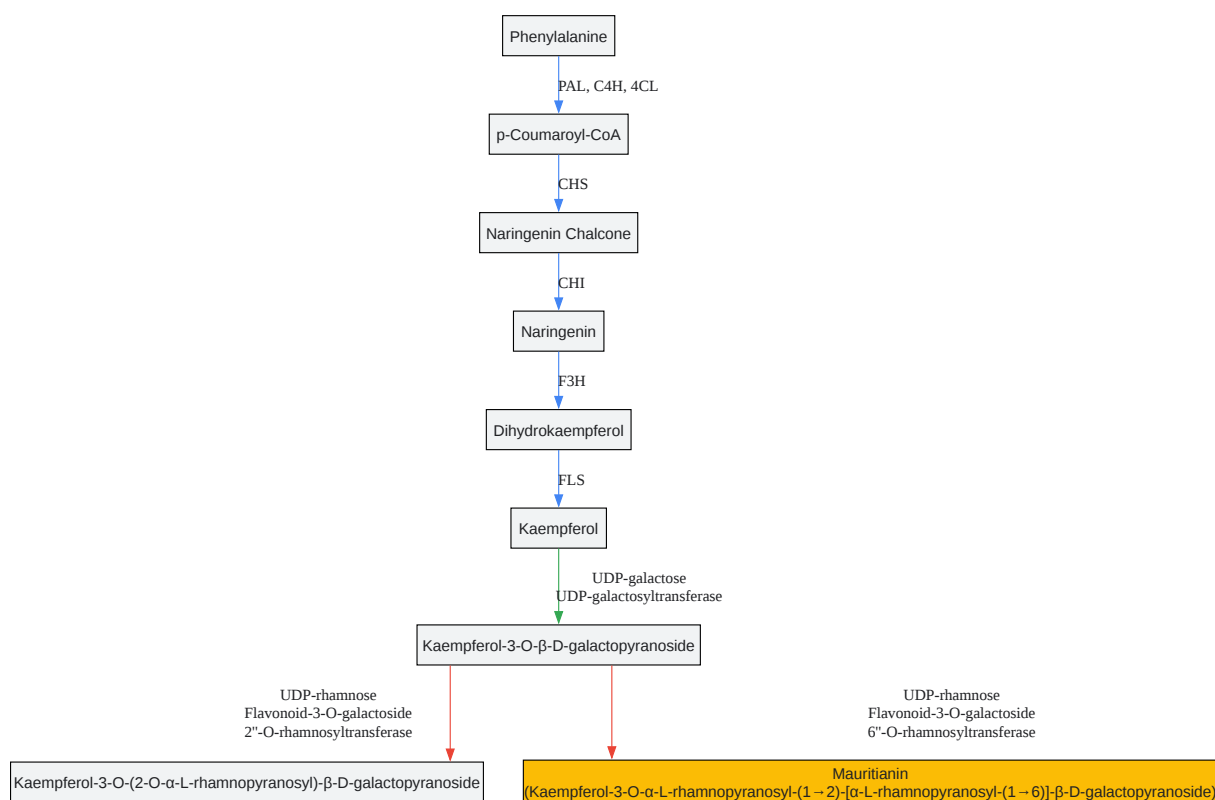 Phenylalanine
PAL, C4H, 4CL
p-Coumaroyl-CoA
CHS
Naringenin Chalcone
CHI
Naringenin
F3H
Dihydrokaempferol
FLS
Kaempferol
UDP-galactose
UDP-galactosyltransferase
Kaempferol-3-O-β-D-galactopyranoside
UDP-rhamnose
Flavonoid-3-O-galactoside
2"-O-rhamnosyltransferase
UDP-rhamnose
Flavonoid-3-O-galactoside
6"-O-rhamnosyltransferase
Kaempferol-3-O-(2-O-α-L-rhamnopyranosyl)-β-D-galactopyranoside
Mauritianin
(Kaempferol-3-O-α-L-rhamnopyranosyl-(1→2)-[α-L-rhamnopyranosyl-(1→6)]-β-D-galactopyranoside)